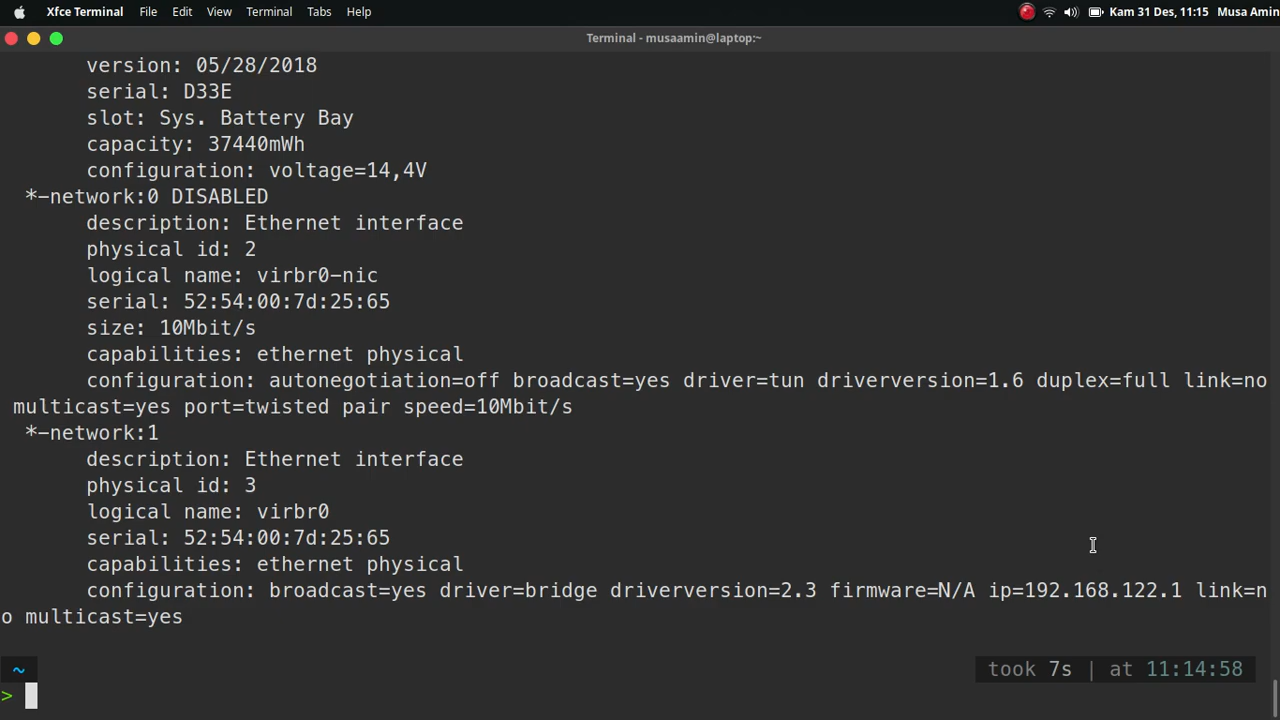 Xfce Terminal File Edit View Terminal Tabs Help Kam 31 Des, 11:15 Musa Amin
Terminal - musaamin@laptop:~
version: 05/28/2018
serial: D33E
slot: Sys. Battery Bay
capacity: 37440mWh
configuration: voltage=14,4V
*-network:0 DISABLED
description: Ethernet interface
physical id: 2
logical name: virbr0-nic
serial: 52:54:00:7d:25:65
size: 10Mbit/s
capabilities: ethernet physical
configuration: autonegotiation=off broadcast=yes driver=tun driverversion=1.6 duplex=full link=no
multicast=yes port=twisted pair speed=10Mbit/s
*-network:1
description: Ethernet interface
physical id: 3
logical name: virbr0
serial: 52:54:00:7d:25:65
capabilities: ethernet physical
configuration: broadcast=yes driver=bridge driverversion=2.3 firmware=N/A ip=192.168.122.1 link=n
o multicast=yes
~ took 7s | at 11:14:58
>